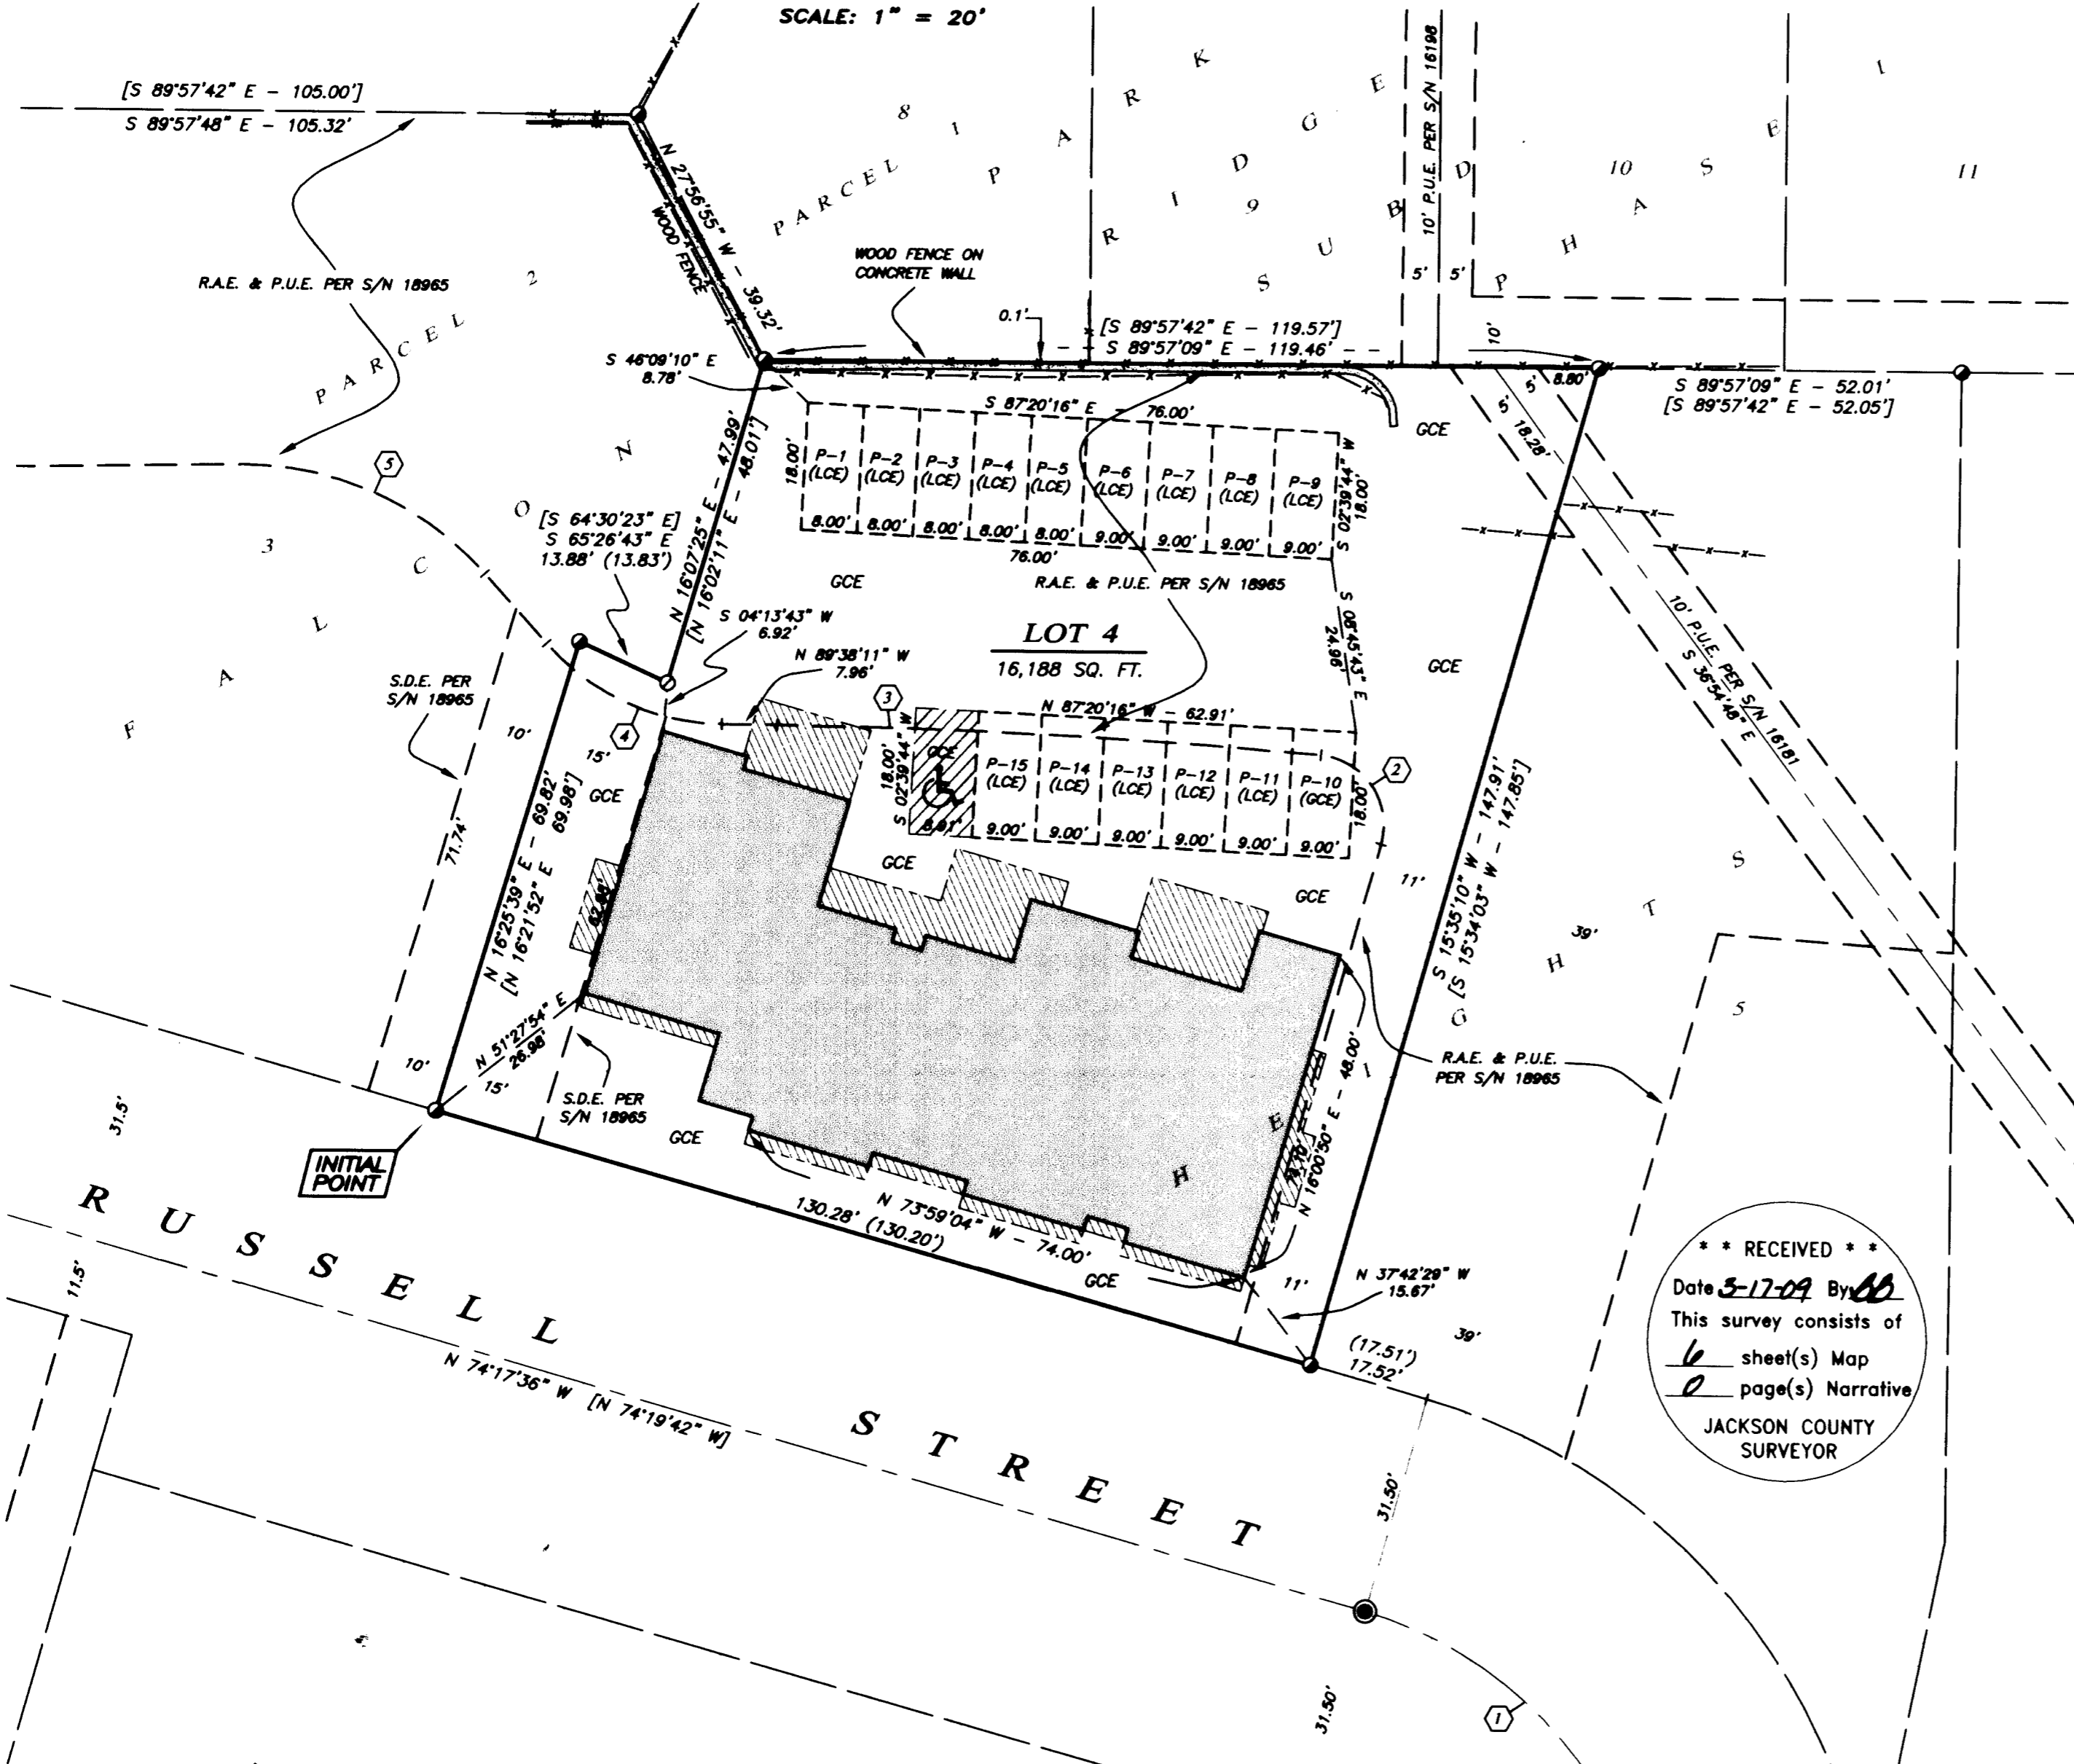 SCALE: 1" = 20'
[S 89°57'42" E - 105.00']
S 89°57'48" E - 105.32'
10' P.U.E. PER S/N 16198
PARCEL 1
8
PARK
RIDGE
SUBD
9
PHASE 1
10
11
N 27°56'55" W - 39.32'
WOOD FENCE
WOOD FENCE ON
CONCRETE WALL
R.A.E. & P.U.E. PER S/N 18965
PARCEL 2
5' 5'
10'
0.1'
[S 89°57'42" E - 119.57']
S 89°57'09" E - 119.46'
S 46°09'10" E
8.78'
8.80'
S 89°57'09" E - 52.01'
[S 89°57'42" E - 52.05']
5' 5'
18.28'
S 87°20'16" E - 76.00'
GCE
18.00'
P-1
(LCE)
P-2
(LCE)
P-3
(LCE)
P-4
(LCE)
P-5
(LCE)
P-6
(LCE)
P-7
(LCE)
P-8
(LCE)
P-9
(LCE)
S 02°39'44" W
18.00'
8.00' 8.00' 8.00' 8.00' 8.00' 9.00' 9.00' 9.00' 9.00'
76.00'
N 16°07'25" E - 47.99'
[N 16°02'11" E - 48.01']
5
[S 64°30'23" E]
S 65°26'43" E
13.88' (13.83')
3
FALCON
HEIGHTS
GCE
R.A.E. & P.U.E. PER S/N 18965
S 08°45'43" E
24.96'
S 04°13'43" W
6.92'
LOT 4
16,188 SQ. FT.
N 89°38'11" W
7.96'
GCE
10' P.U.E. PER S/N 16181
S 36°54'48" E
S.D.E. PER
S/N 18965
10'
15'
4
3
N 87°20'16" W - 62.91'
18.00'
S 02°39'44" W
GCE
P-15
(LCE)
P-14
(LCE)
P-13
(LCE)
P-12
(LCE)
P-11
(LCE)
P-10
(GCE)
18.00'
2
8.91' 9.00' 9.00' 9.00' 9.00' 9.00' 9.00'
GCE
GCE
GCE
11'
71.74'
N 16°25'39" E - 69.82'
[N 16°21'52" E 69.98']
S 15°35'10" W - 147.91'
[S 15°34'03" W - 147.85']
39'
5
N 51°27'54" E
26.98'
10'
15'
S.D.E. PER
S/N 18965
GCE
R.A.E. & P.U.E.
PER S/N 18965
N 16°00'50" E - 48.00'
INITIAL
POINT
31.5'
11.5'
N 73°59'04" W - 74.00'
130.28' (130.20')
GCE
11'
N 37°42'29" W
15.67'
39'
(17.51')
17.52'
RUSSELL STREET
N 74°17'36" W [N 74°19'42" W]
31.50'
31.50'
1
* * RECEIVED * *
Date 3-17-09 By BB
This survey consists of
6 sheet(s) Map
0 page(s) Narrative
JACKSON COUNTY
SURVEYOR